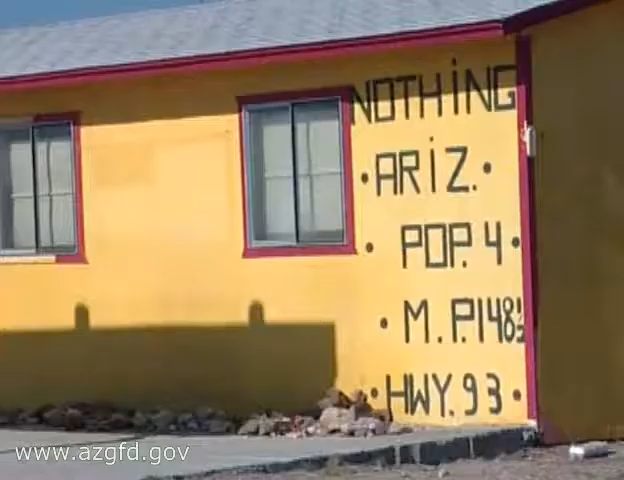 NOTHiNG
• ARiZ. •
• POP. 4 •
• M.P.148½
• HWY. 93 •
www.azgfd.gov